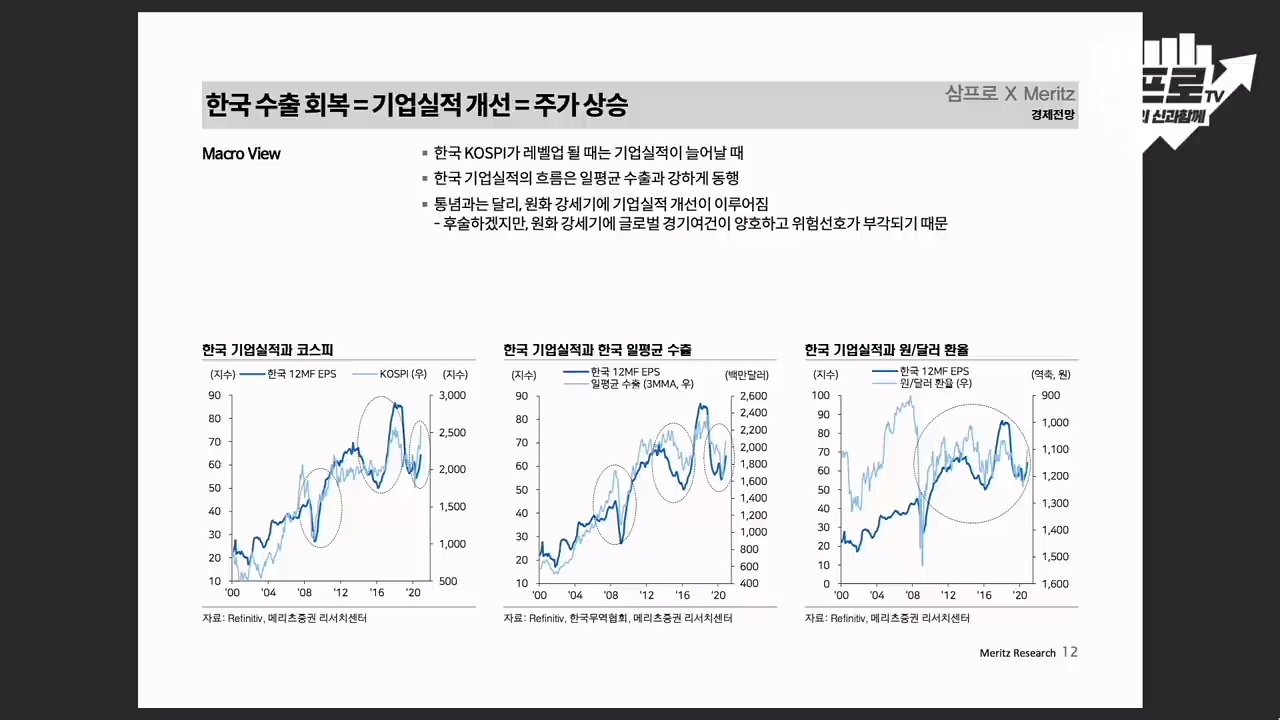 한국 수출 회복 = 기업실적 개선 = 주가 상승
삼프로 X Meritz
경제전망
프로TV
신과함께
Macro View
▪ 한국 KOSPI가 레벨업 될 때는 기업실적이 늘어날 때
▪ 한국 기업실적의 흐름은 일평균 수출과 강하게 동행
▪ 통념과는 달리, 원화 강세기에 기업실적 개선이 이루어짐
– 후술하겠지만, 원화 강세기에 글로벌 경기여건이 양호하고 위험선호가 부각되기 때문
한국 기업실적과 코스피
(지수) 한국 12MF EPS KOSPI (우) (지수)
90 3,000
80
70 2,500
60 2,000
50
40 1,500
30 1,000
20
10 500
'00 '04 '08 '12 '16 '20
자료: Refinitiv, 메리츠증권 리서치센터
한국 기업실적과 한국 일평균 수출
(지수) 한국 12MF EPS (백만달러)
일평균 수출 (3MMA, 우)
90 2,600
2,400
80 2,200
70 2,000
60 1,800
1,600
50 1,400
40 1,200
30 1,000
800
20 600
10 400
'00 '04 '08 '12 '16 '20
자료: Refinitiv, 한국무역협회, 메리츠증권 리서치센터
한국 기업실적과 원/달러 환율
(지수) 한국 12MF EPS (역축, 원)
원/달러 환율 (우)
100 900
90 1,000
80
70 1,100
60 1,200
50
40 1,300
30 1,400
20 1,500
10
0 1,600
'00 '04 '08 '12 '16 '20
자료: Refinitiv, 메리츠증권 리서치센터
Meritz Research 12